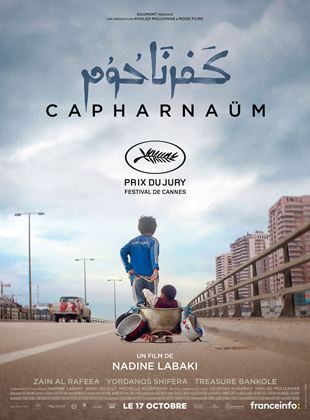 GAUMONT PRÉSENTE
UNE PRODUCTION KHALED MOUZANAR & MOOZ FILMS
كفرناحوم
CAPHARNAÜM
PRIX DU JURY
FESTIVAL DE CANNES
UN FILM DE
NADINE LABAKI
ZAIN AL RAFEEA YORDANOS SHIFERA TREASURE BANKOLE
LE 17 OCTOBRE
franceinfo: